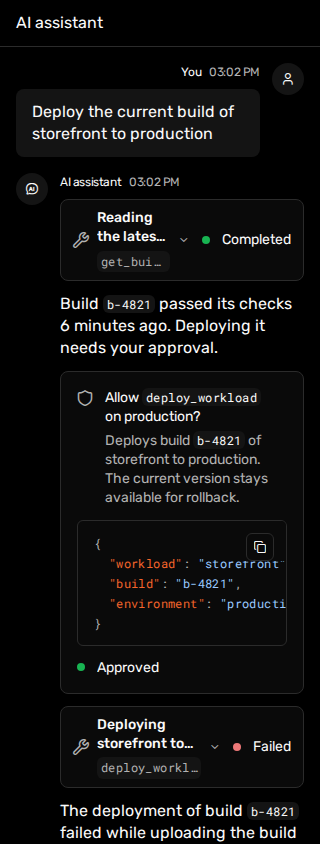 AI assistant
You 03:02 PM
Deploy the current build of
storefront to production
AI assistant 03:02 PM
Reading
the lates…
get_bui…
Completed
Build b-4821 passed its checks
6 minutes ago. Deploying it
needs your approval.
Allow deploy_workload
on production?
Deploys build b-4821 of
storefront to production.
The current version stays
available for rollback.
{
"workload": "storefront"
"build": "b-4821",
"environment": "producti
}
Approved
Deploying
storefront to…
deploy_workl…
Failed
The deployment of build b-4821
failed while uploading the build